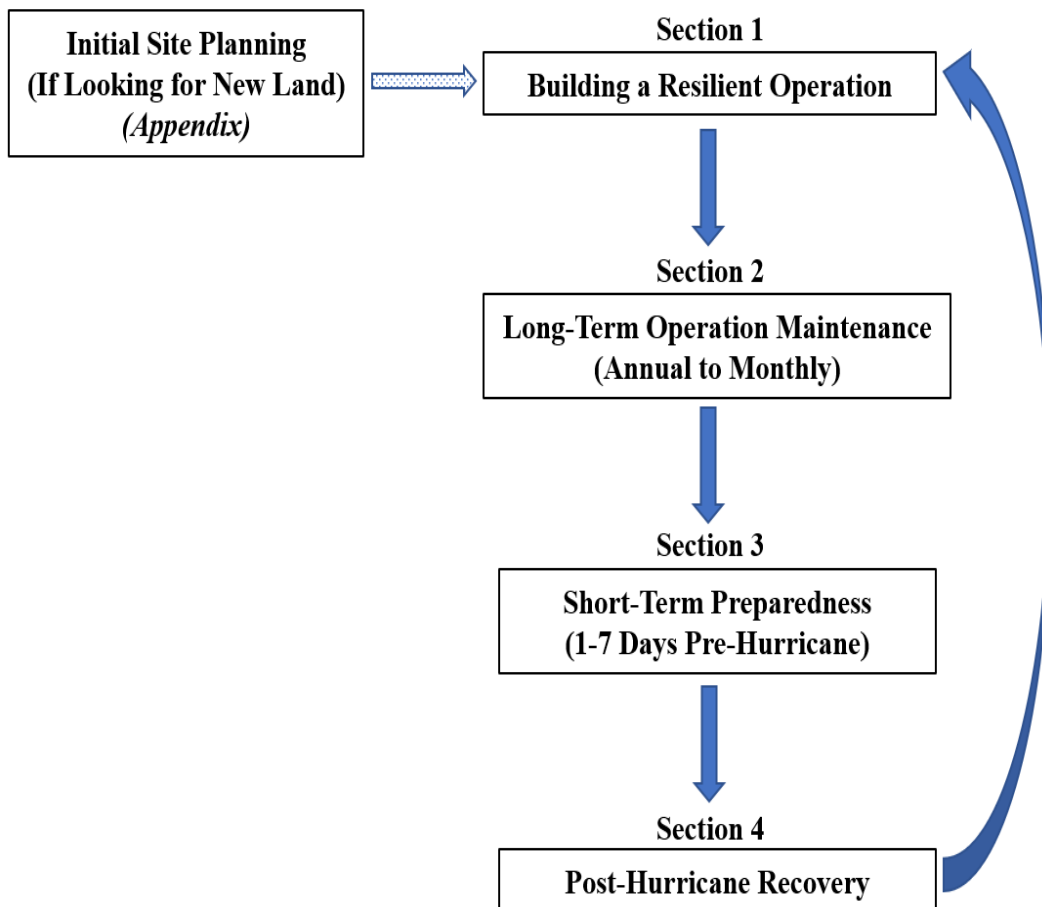 Initial Site Planning
(If Looking for New Land)
(Appendix)
Section 1
Building a Resilient Operation
Section 2
Long-Term Operation Maintenance
(Annual to Monthly)
Section 3
Short-Term Preparedness
(1-7 Days Pre-Hurricane)
Section 4
Post-Hurricane Recovery